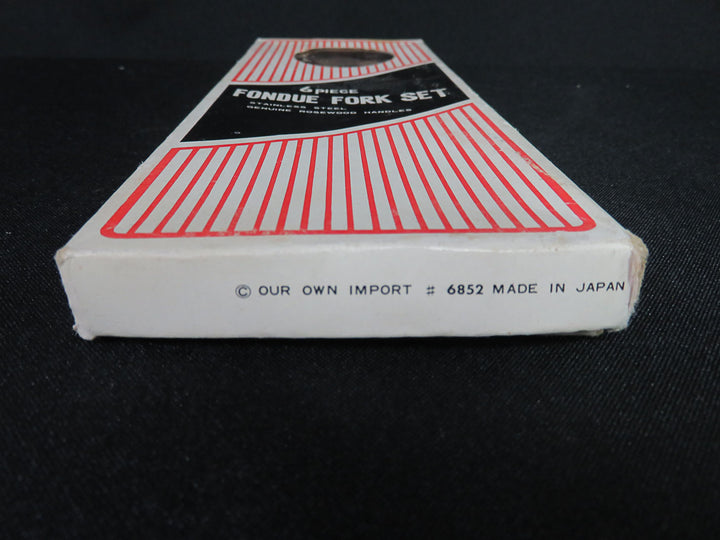 6 PIECE
FONDUE FORK SET
STAINLESS STEEL
GENUINE ROSEWOOD HANDLES
© OUR OWN IMPORT # 6852 MADE IN JAPAN